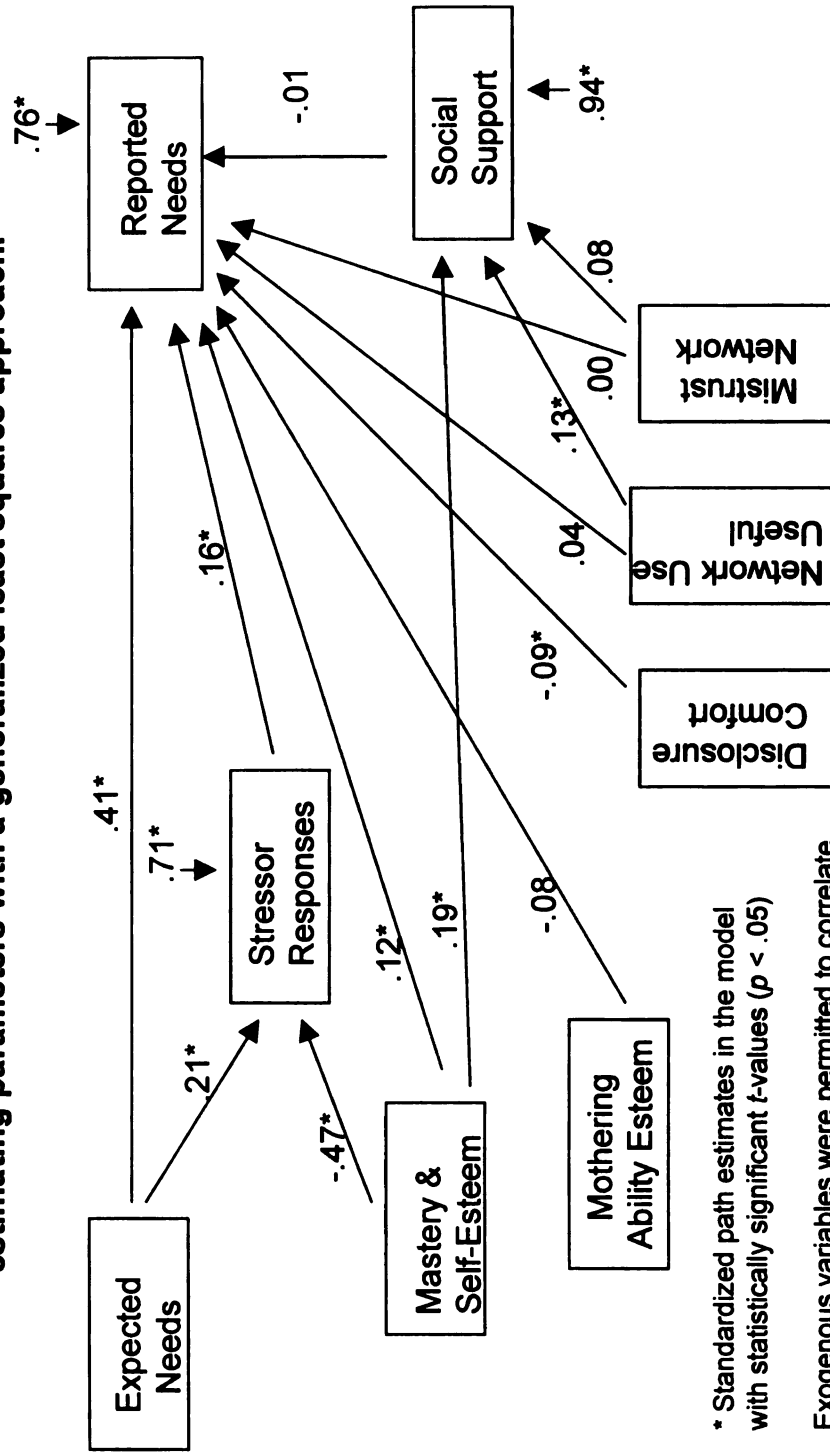 estimating parameters with a generalized least squares approach.
.76*
Reported
Needs
-.01
Social
Support
.94*
.41*
.16*
.71*
Stressor
Responses
.21*
Expected
Needs
-.47*
.12*
.19*
-.08
-.09*
.04
.13*
.00
.08
Mastery &
Self-Esteem
Mothering
Ability Esteem
Disclosure
Comfort
Network Use
Useful
Mistrust
Network
* Standardized path estimates in the model
with statistically significant t-values (p < .05)
Exogenous variables were permitted to correlate